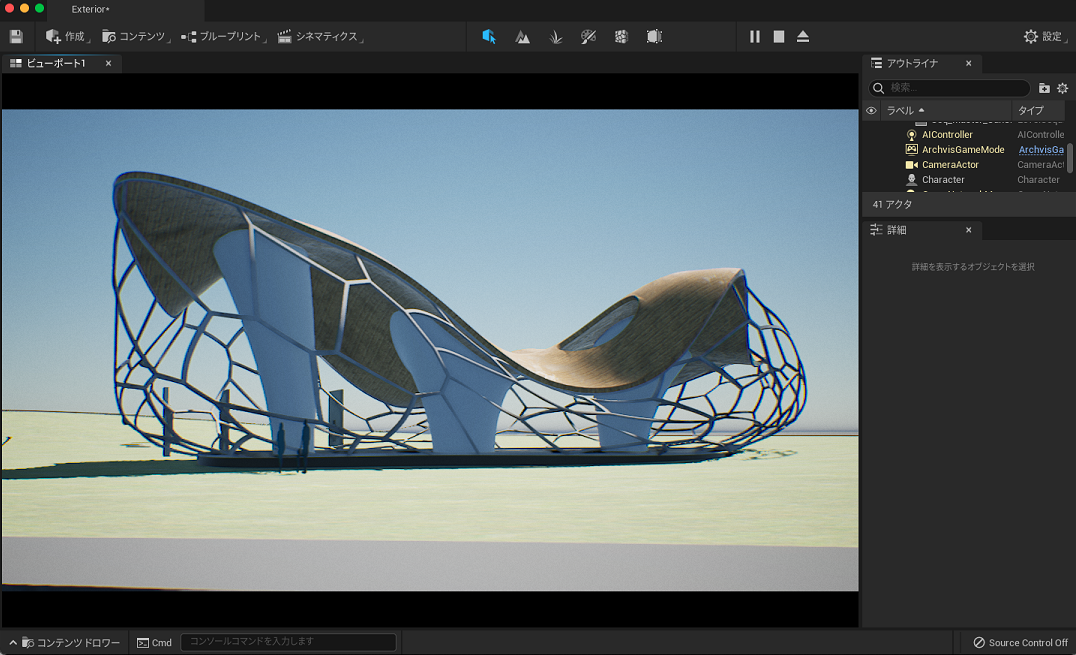 Exterior•
作成
コンテンツ
ブループリント
シネマティクス
設定
ビューポート1
アウトライナ
検索...
ラベル
タイプ
AIController
AIControlle
ArchvisGameMode
ArchvisGa
CameraActor
CameraAct
Character
Character
41 アクタ
詳細
詳細を表示するオブジェクトを選択
コンテンツ ドロワー
Cmd
コンソールコマンドを入力します
Source Control Off